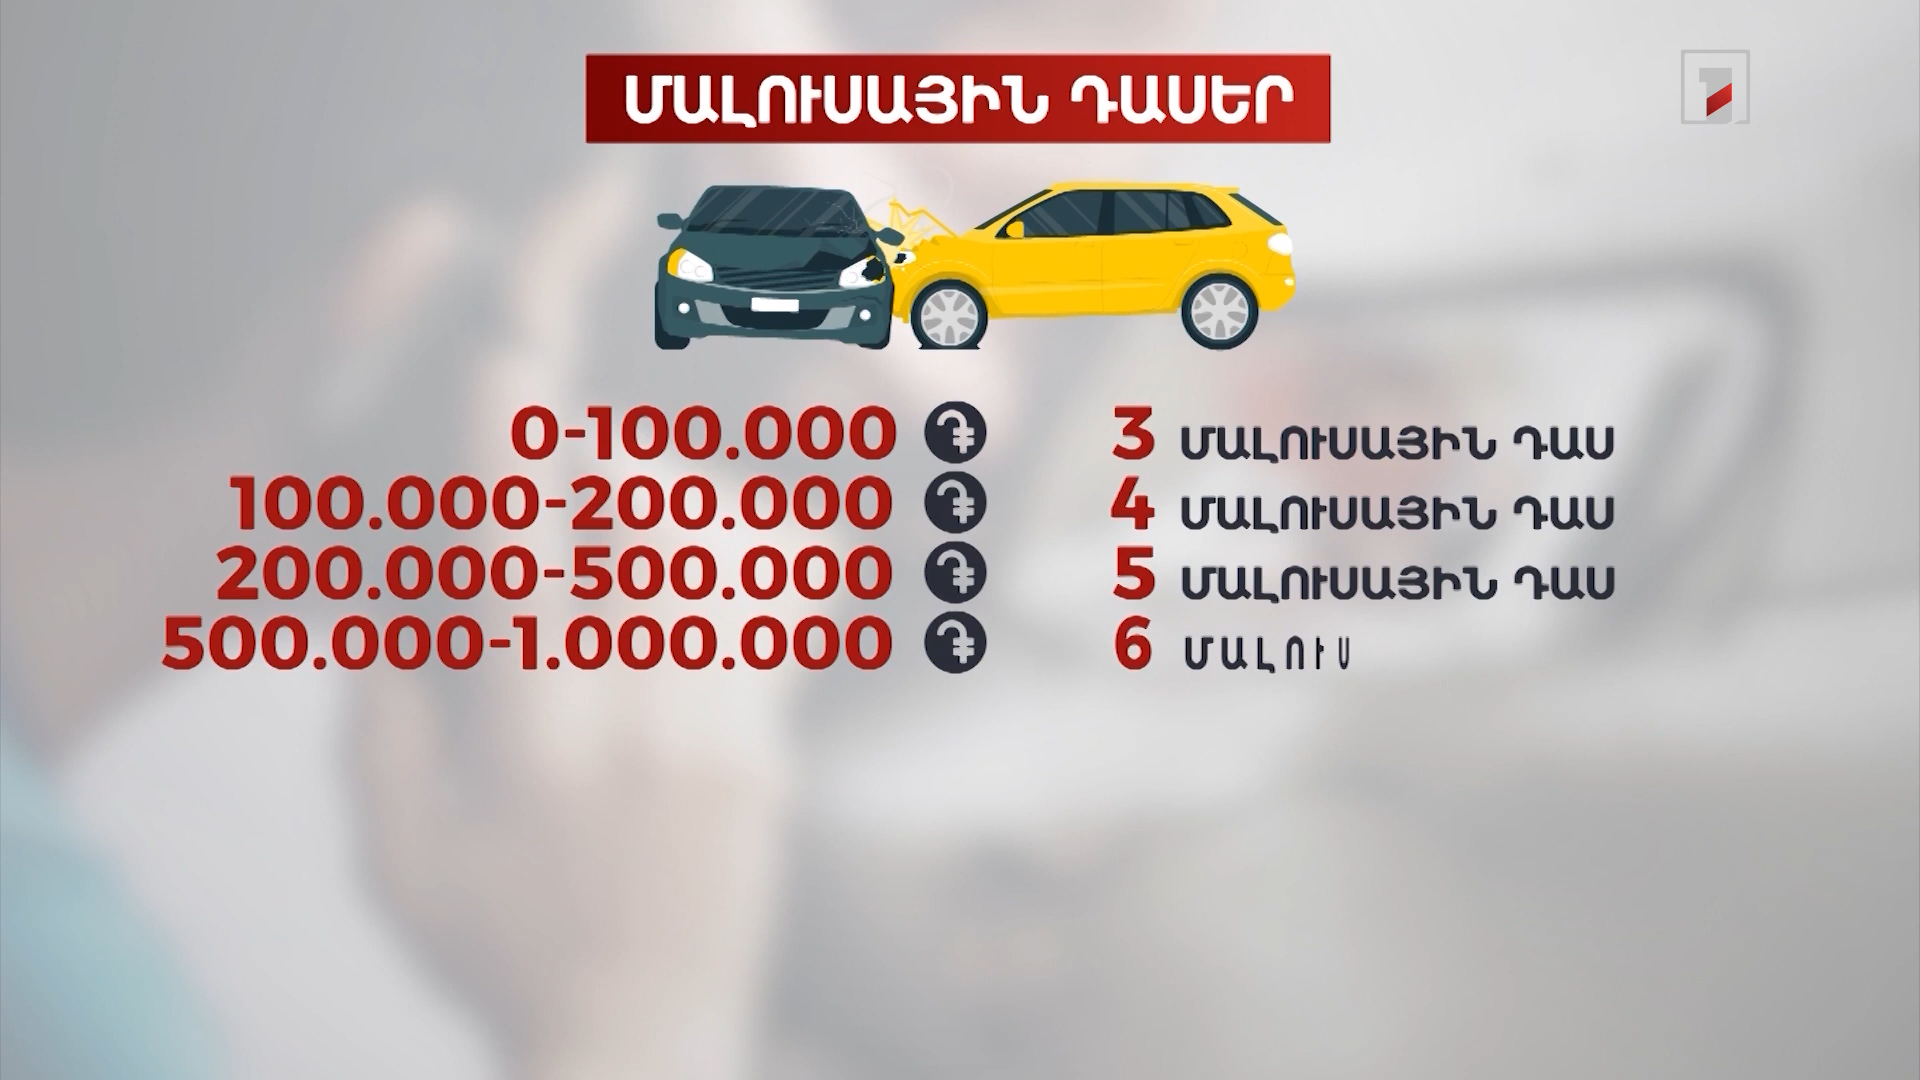 ՄԱԼՈՒՍԱՅԻՆ ԴԱՍԵՐ
0-100.000 ֏ 3 ՄԱԼՈՒՍԱՅԻՆ ԴԱՍ
100.000-200.000 ֏ 4 ՄԱԼՈՒՍԱՅԻՆ ԴԱՍ
200.000-500.000 ֏ 5 ՄԱԼՈՒՍԱՅԻՆ ԴԱՍ
500.000-1.000.000 ֏ 6 ՄԱԼՈՒՍ